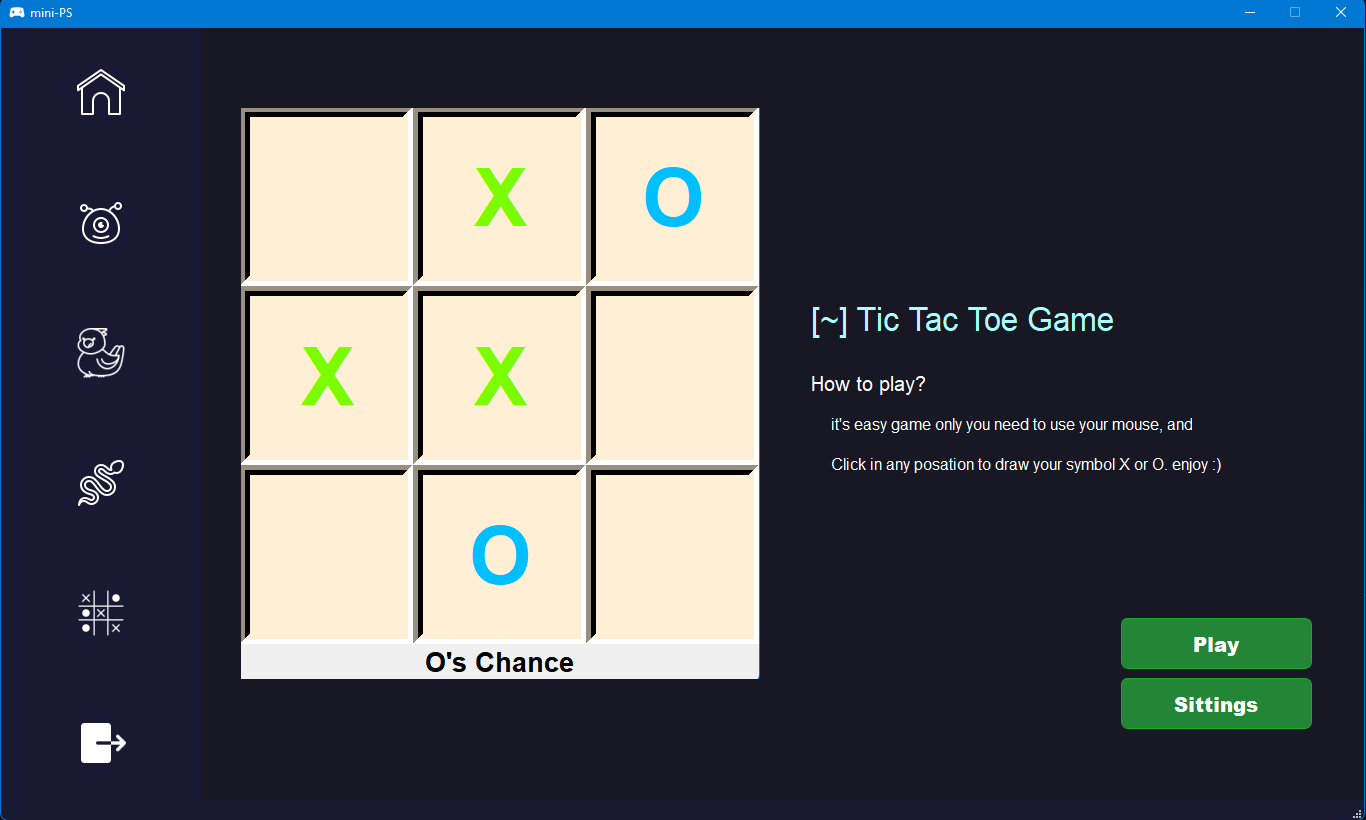 mini-PS
X O
X X
O
O's Chance
[~] Tic Tac Toe Game
How to play?
it's easy game only you need to use your mouse, and
Click in any posation to draw your symbol X or O. enjoy :)
Play
Sittings